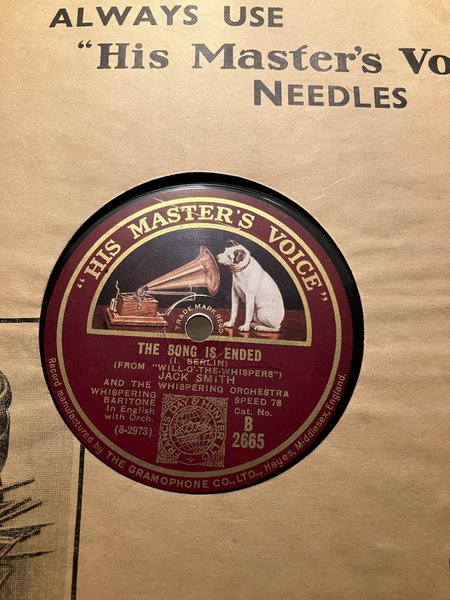 ALWAYS USE
"His Master's Vo
NEEDLES
"HIS MASTER'S VOICE"
TRADE MARK REGD
THE SONG IS ENDED
(I. BERLIN)
(FROM "WILL-O'-THE-WHISPERS")
JACK SMITH
AND THE WHISPERING ORCHESTRA
WHISPERING BARITONE
In English with Orch.
(6-2973)
SPEED 78
Cat. No.
B 2665
Record manufactured by THE GRAMOPHONE CO., LTD., Hayes, Middlesex, England.